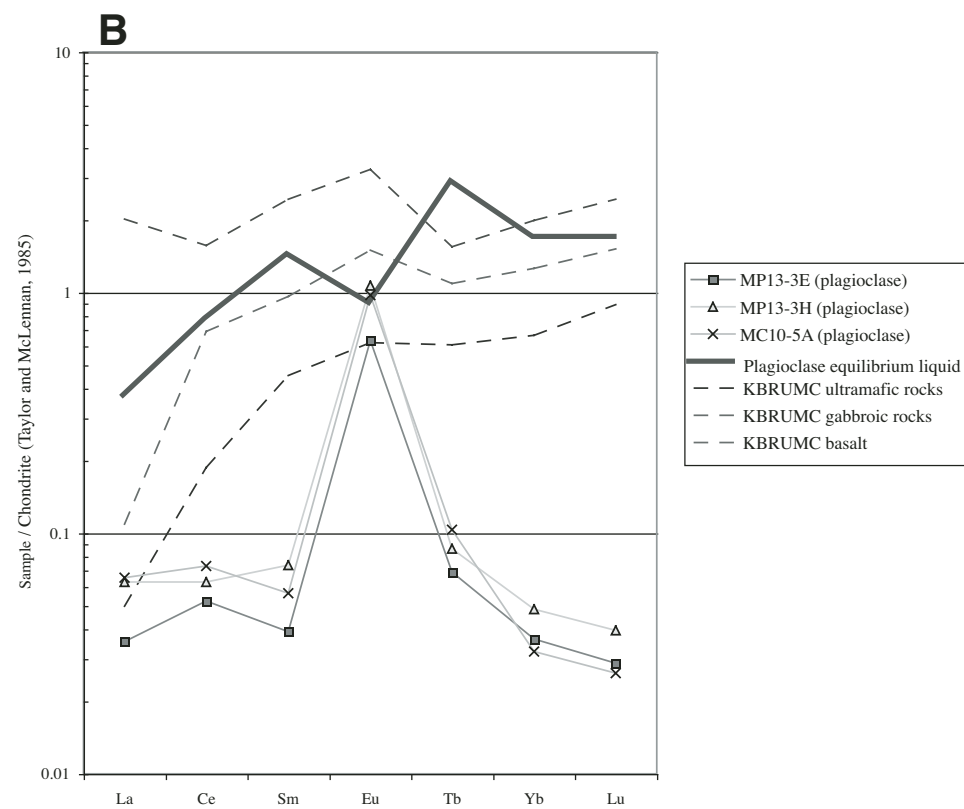 B
10
1
0.1
0.01
Sample / Chondrite (Taylor and McLennan, 1985)
La Ce Sm Eu Tb Yb Lu
MP13-3E (plagioclase)
MP13-3H (plagioclase)
MC10-5A (plagioclase)
Plagioclase equilibrium liquid
KBRUMC ultramafic rocks
KBRUMC gabbroic rocks
KBRUMC basalt